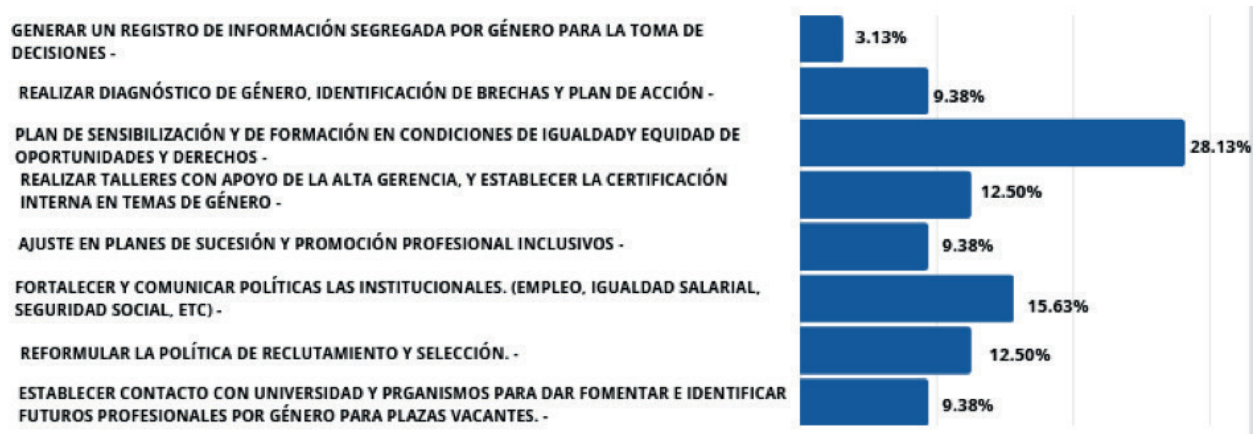 GENERAR UN REGISTRO DE INFORMACIÓN SEGREGADA POR GÉNERO PARA LA TOMA DE
DECISIONES -
3.13%
REALIZAR DIAGNÓSTICO DE GÉNERO, IDENTIFICACIÓN DE BRECHAS Y PLAN DE ACCIÓN -
9.38%
PLAN DE SENSIBILIZACIÓN Y DE FORMACIÓN EN CONDICIONES DE IGUALDADY EQUIDAD DE
OPORTUNIDADES Y DERECHOS -
28.13%
REALIZAR TALLERES CON APOYO DE LA ALTA GERENCIA, Y ESTABLECER LA CERTIFICACIÓN
INTERNA EN TEMAS DE GÉNERO -
12.50%
AJUSTE EN PLANES DE SUCESIÓN Y PROMOCIÓN PROFESIONAL INCLUSIVOS -
9.38%
FORTALECER Y COMUNICAR POLÍTICAS LAS INSTITUCIONALES. (EMPLEO, IGUALDAD SALARIAL,
SEGURIDAD SOCIAL, ETC) -
15.63%
REFORMULAR LA POLÍTICA DE RECLUTAMIENTO Y SELECCIÓN. -
12.50%
ESTABLECER CONTACTO CON UNIVERSIDAD Y PRGANISMOS PARA DAR FOMENTAR E IDENTIFICAR
FUTUROS PROFESIONALES POR GÉNERO PARA PLAZAS VACANTES. -
9.38%